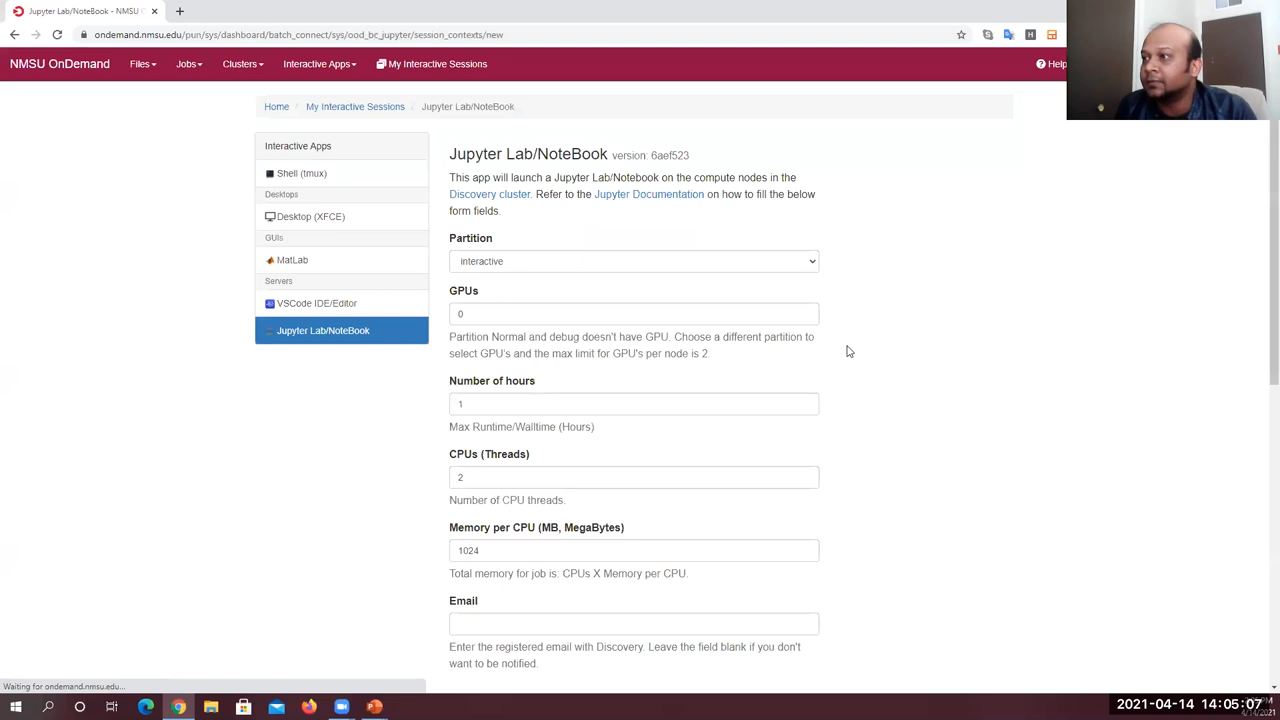 Jupyter Lab/NoteBook - NMSU O
ondemand.nmsu.edu/pun/sys/dashboard/batch_connect/sys/ood_bc_jupyter/session_contexts/new
NMSU OnDemand Files Jobs Clusters Interactive Apps My Interactive Sessions Help
Home / My Interactive Sessions / Jupyter Lab/NoteBook
Interactive Apps
Shell (tmux)
Desktops
Desktop (XFCE)
GUIs
MatLab
Servers
VSCode IDE/Editor
Jupyter Lab/NoteBook
Jupyter Lab/NoteBook version: 6aef523
This app will launch a Jupyter Lab/Notebook on the compute nodes in the
Discovery cluster. Refer to the Jupyter Documentation on how to fill the below
form fields.
Partition
interactive
GPUs
0
Partition Normal and debug doesn't have GPU. Choose a different partition to
select GPU's and the max limit for GPU's per node is 2.
Number of hours
1
Max Runtime/Walltime (Hours)
CPUs (Threads)
2
Number of CPU threads.
Memory per CPU (MB, MegaBytes)
1024
Total memory for job is: CPUs X Memory per CPU.
Email
Enter the registered email with Discovery. Leave the field blank if you don't
want to be notified.
Waiting for ondemand.nmsu.edu...
2021-04-14 14:05:07
4/14/2021